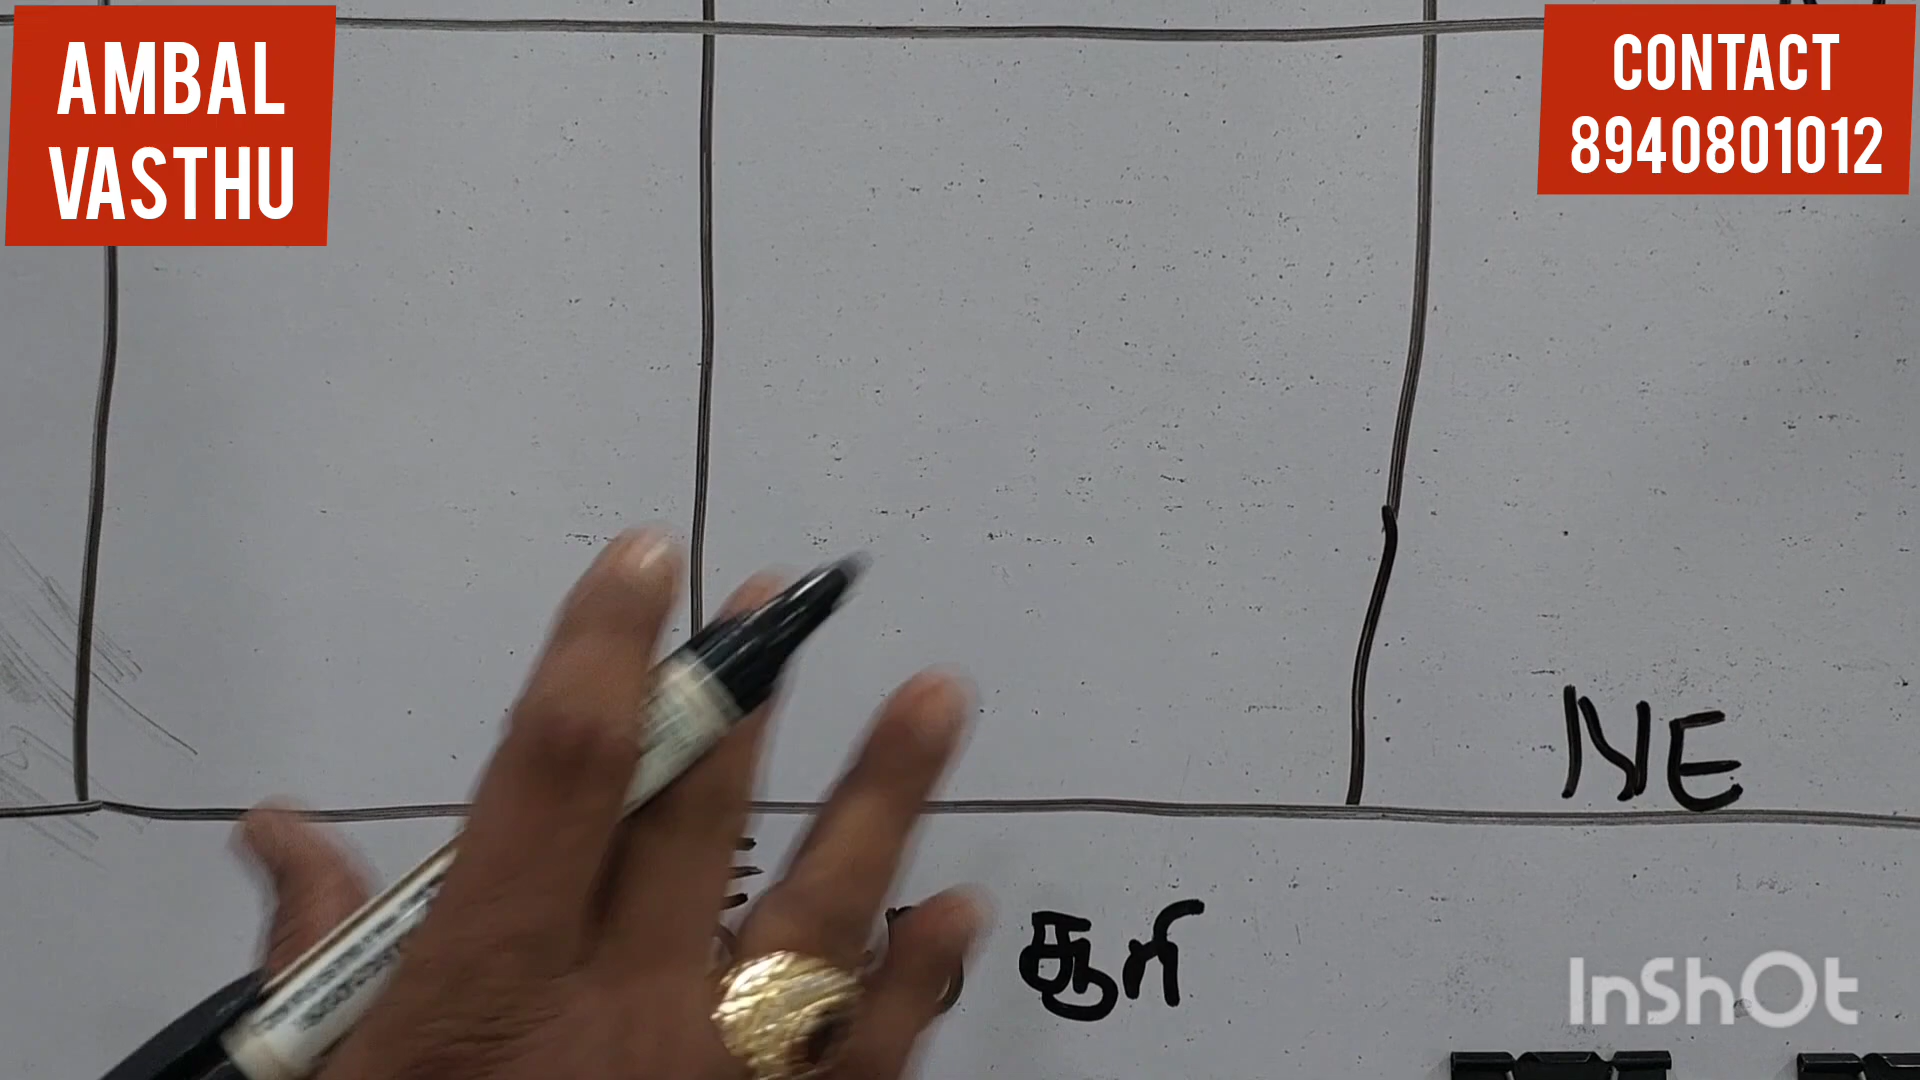 AMBAL
VASTHU
CONTACT
8940801012
NE
E
சூரி
InShOt